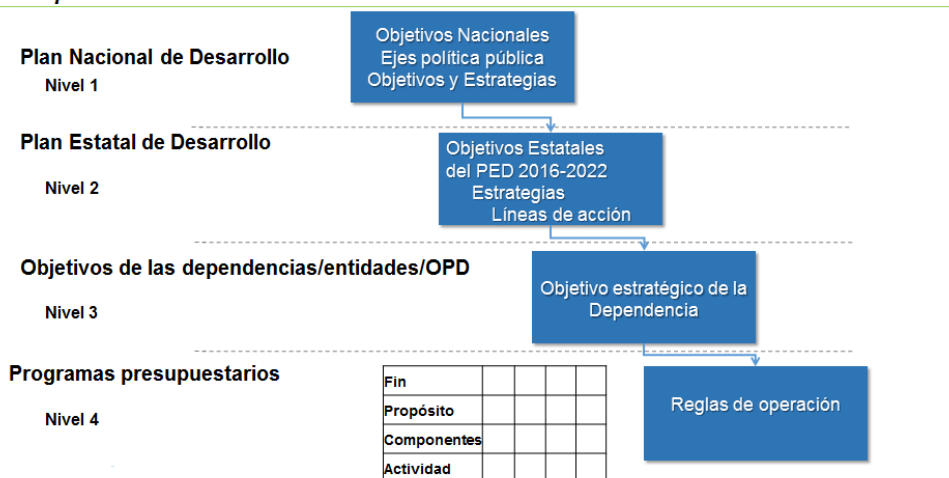 Objetivos Nacionales
Ejes política pública
Objetivos y Estrategias
Plan Nacional de Desarrollo
Nivel 1
Plan Estatal de Desarrollo
Nivel 2
Objetivos Estatales
del PED 2016-2022
Estrategias
Líneas de acción
Objetivos de las dependencias/entidades/OPD
Nivel 3
Objetivo estratégico de la
Dependencia
Programas presupuestarios
Nivel 4
Fin
Propósito
Componentes
Actividad
Reglas de operación